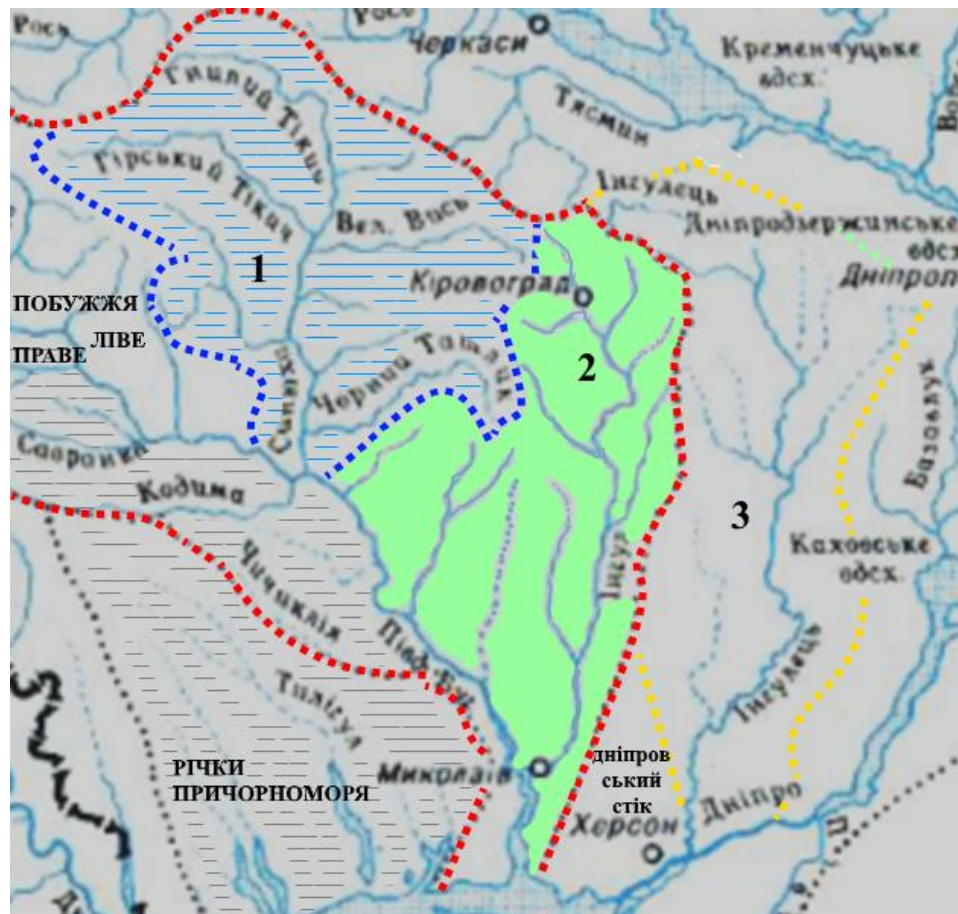 Рось
Рось
Черкаси
Кременчуцьке
вдсх.
Гнилий Тікич
Тясмин
Гірський Тікич
Інгулець
Вел. Вись
Дніпродзержинське
вдсх
Дніпроп
1
Кіровоград
ПОБУЖЖЯ
ПРАВЕ
ЛІВЕ
2
Чорний Ташлик
Синюха
Базавлук
Савранка
Кодима
3
Каховське
вдсх.
Чичиклія
Інгул
Півд. Буг
Інгулець
Тилігул
РІЧКИ
ПРИЧОРНОМОРЯ
Миколаїв
дніпров
ський
стік
Дніпро
Херсон